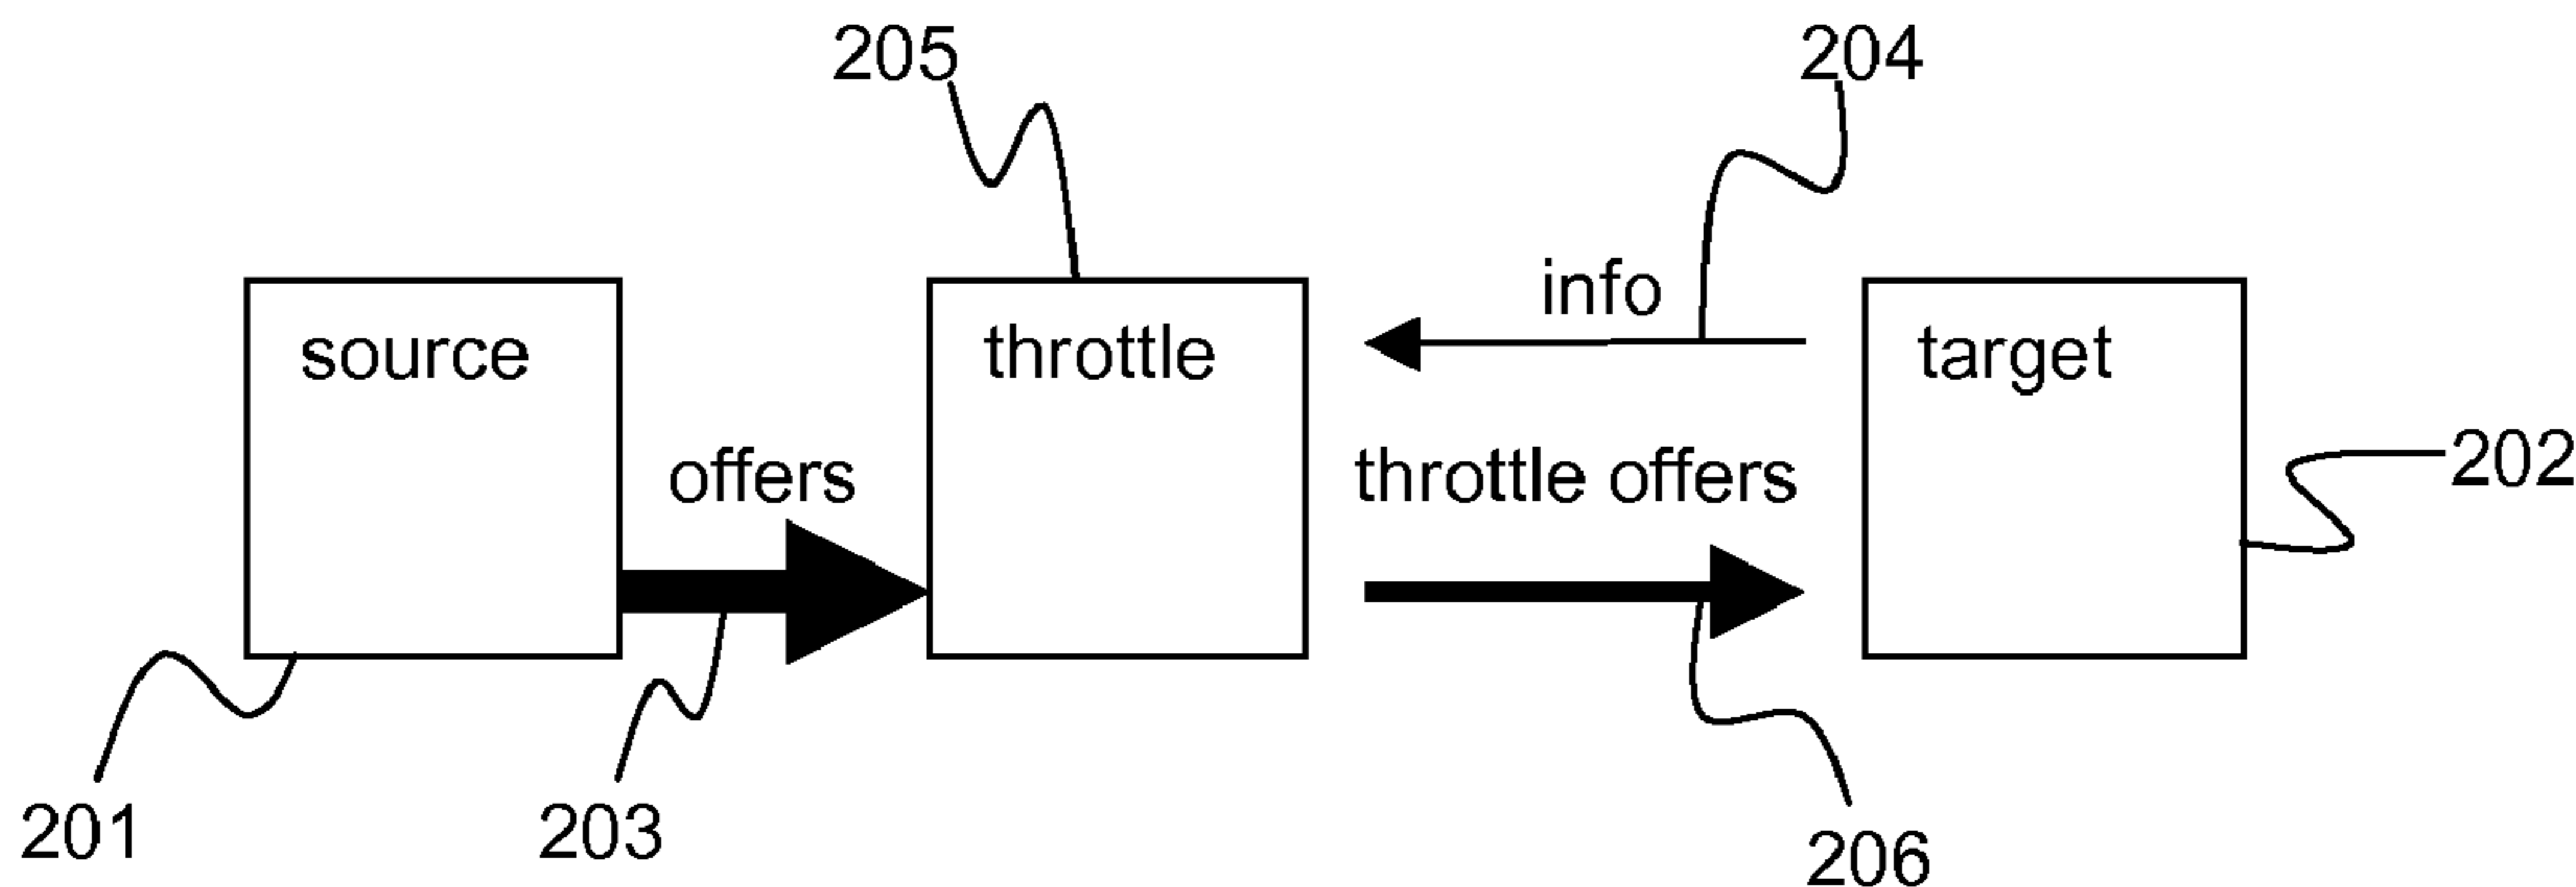 205
204
info
source
throttle
target
offers
throttle offers
202
201
203
206